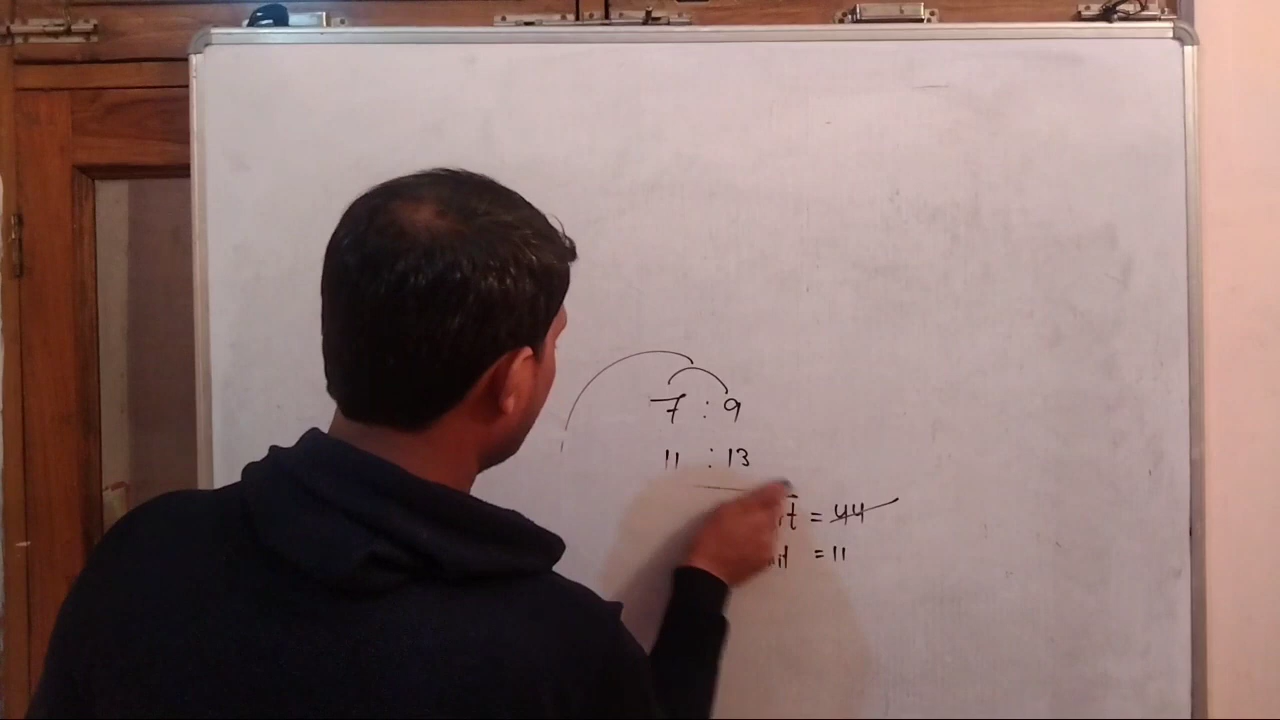 7 : 9
11 : 13
= 44
= 11